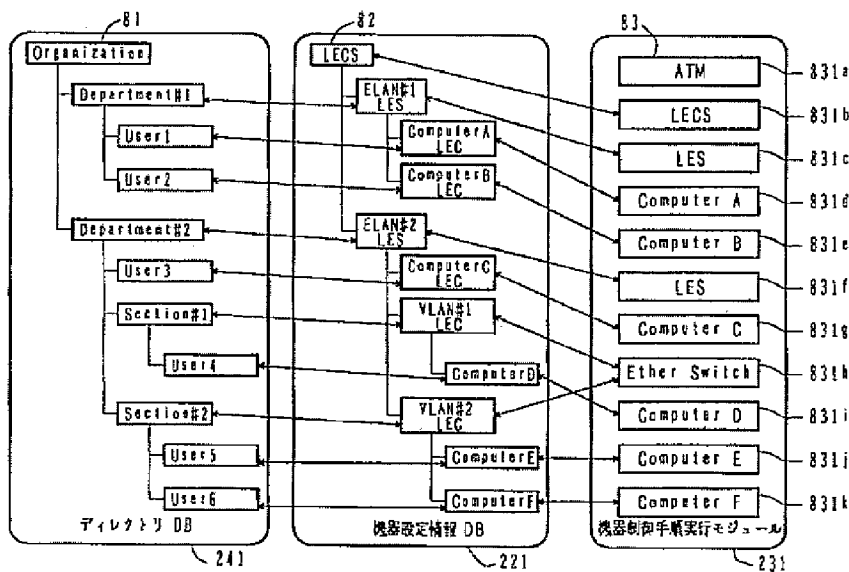 81
82
83
Organization
Department#1
User1
User2
Department#2
User3
Section#1
User4
Section#2
User5
User6
ディレクトリ DB
241
LECS
ELAN#1
LES
ComputerA
LEC
ComputerB
LEC
ELAN#2
LES
ComputerC
LEC
VLAN#1
LEC
ComputerD
VLAN#2
LEC
ComputerE
ComputerF
機器設定情報 DB
221
ATM
831a
LECS
831b
LES
831c
Computer A
831d
Computer B
831e
LES
831f
Computer C
831g
Ether Switch
831h
Computer D
831i
Computer E
831j
Computer F
831k
機器制御手順実行モジュール
231